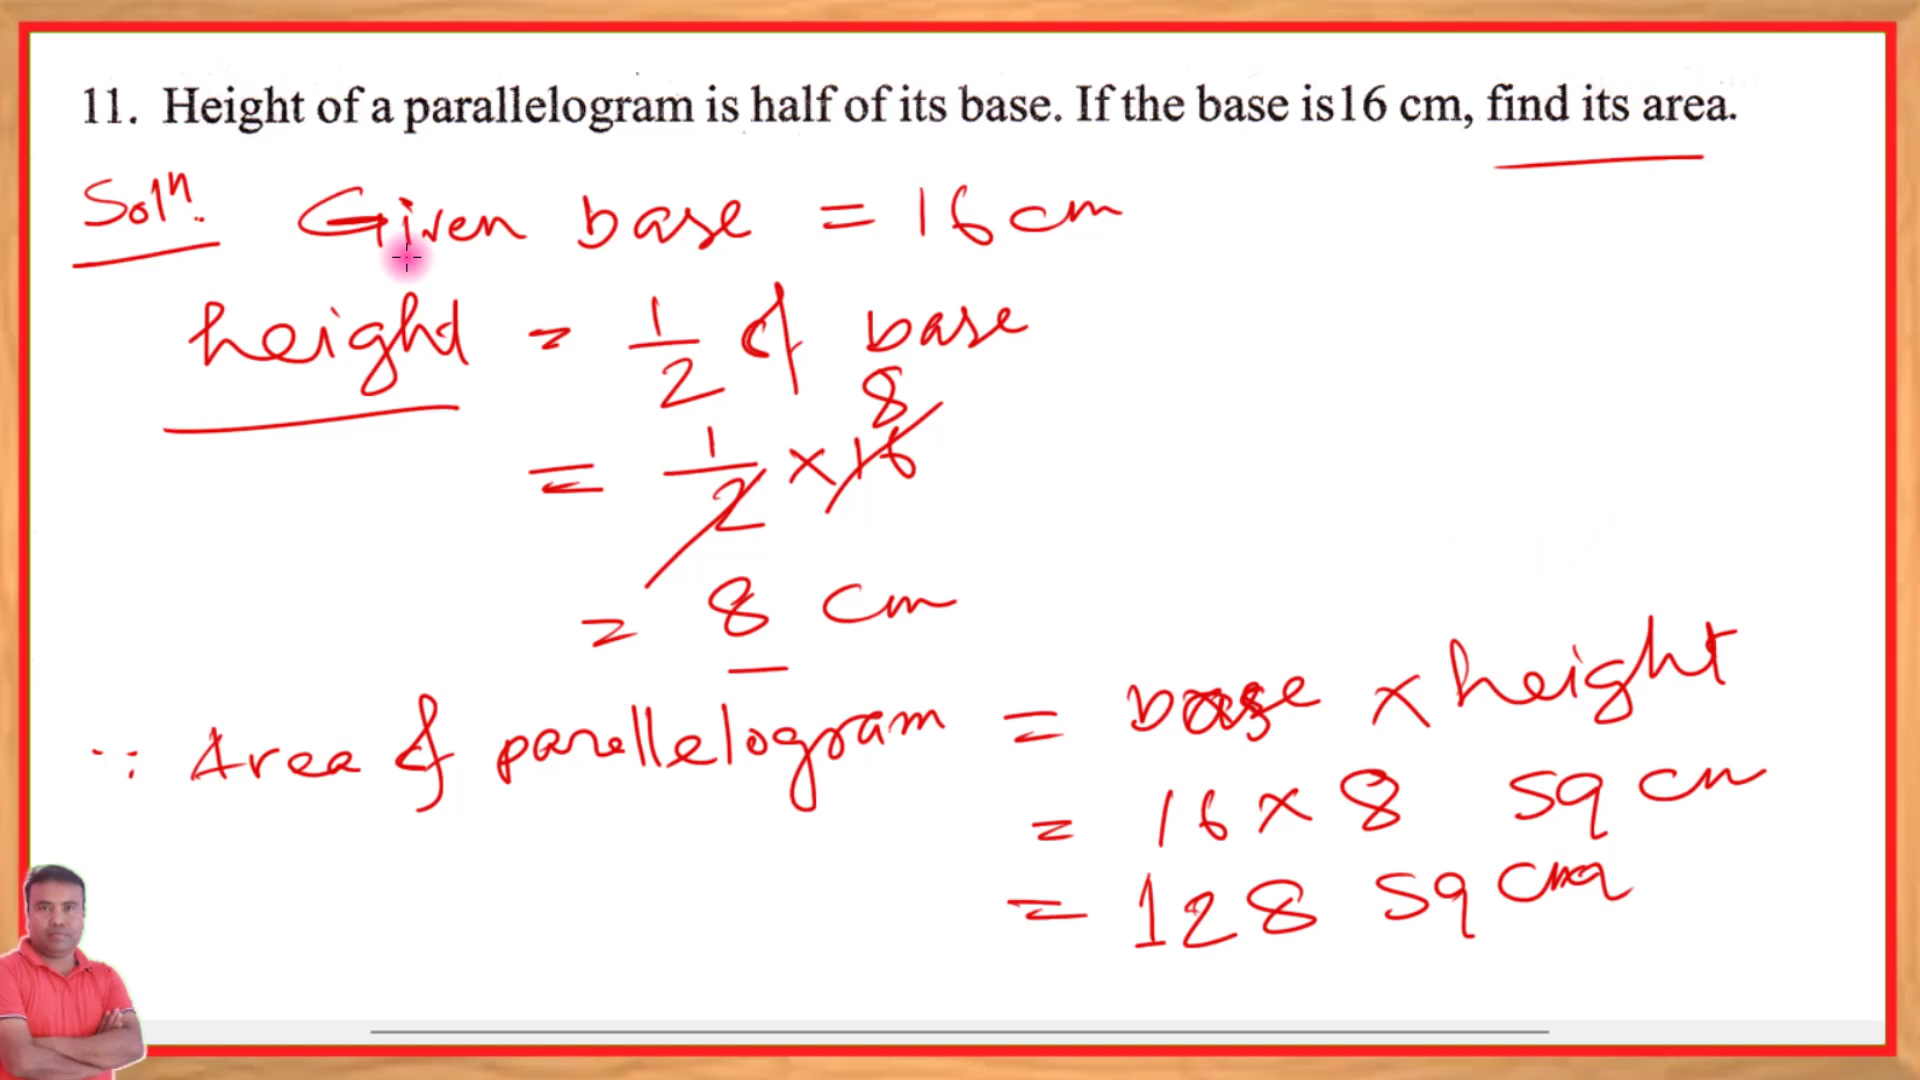 11. Height of a parallelogram is half of its base. If the base is16 cm, find its area.
Solⁿ. Given base = 16 cm
height = 1/2 of base
= 1/2 × 16 8
= 8 cm
∵ Area of parallelogram = base × height
= 16 × 8 sq cm
= 128 sq cm